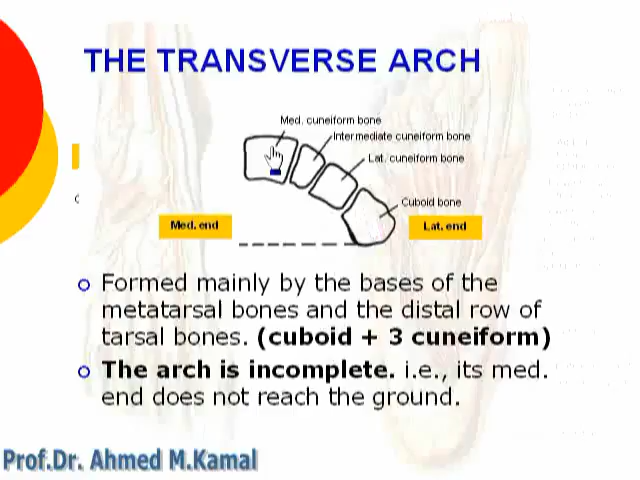 THE TRANSVERSE ARCH
Med. cuneiform bone
Intermediate cuneiform bone
Lat. cuneiform bone
Cuboid bone
Med. end
Lat. end
Formed mainly by the bases of the
metatarsal bones and the distal row of
tarsal bones. (cuboid + 3 cuneiform)
The arch is incomplete. i.e., its med.
end does not reach the ground.
Prof.Dr. Ahmed M.Kamal